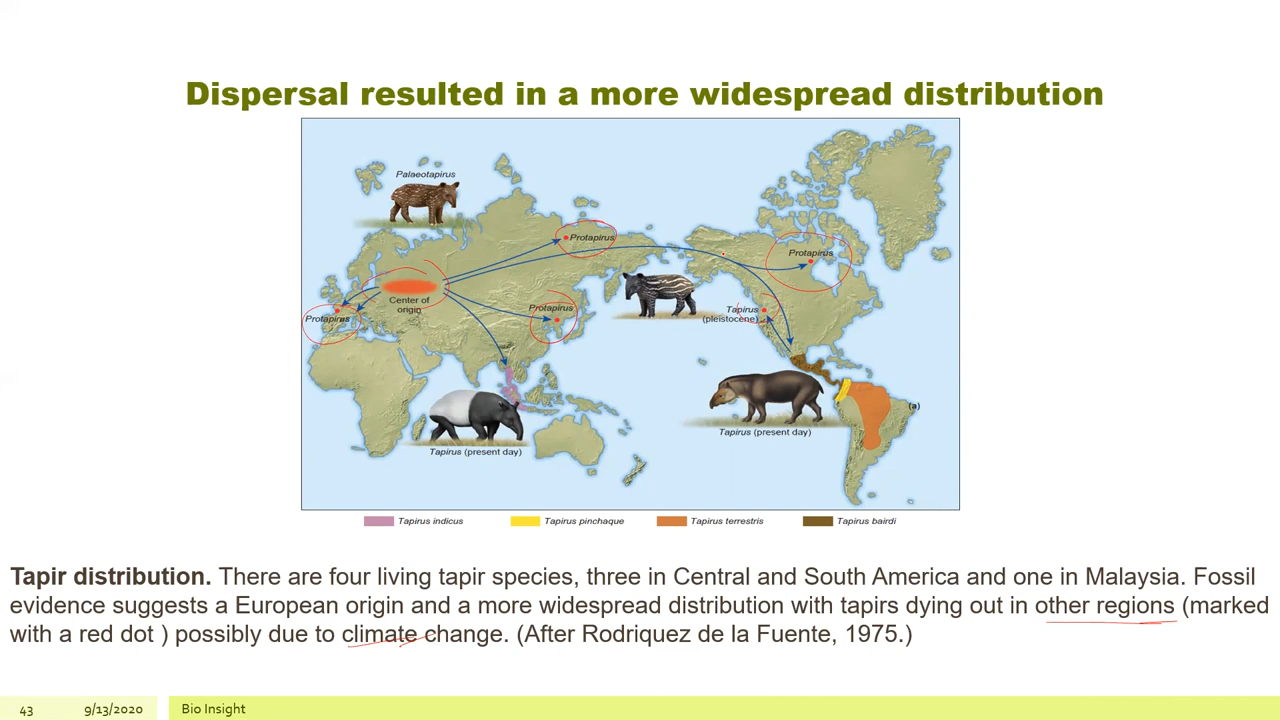 Dispersal resulted in a more widespread distribution
Palaeotapirus
Protapirus
Protapirus
Center of
origin
Protapirus
Protapirus
Tapirus
(pleistocene)
(a)
Tapirus (present day)
Tapirus (present day)
Tapirus indicus
Tapirus pinchaque
Tapirus terrestris
Tapirus bairdi
Tapir distribution. There are four living tapir species, three in Central and South America and one in Malaysia. Fossil
evidence suggests a European origin and a more widespread distribution with tapirs dying out in other regions (marked
with a red dot ) possibly due to climate change. (After Rodriquez de la Fuente, 1975.)
43
9/13/2020
Bio Insight